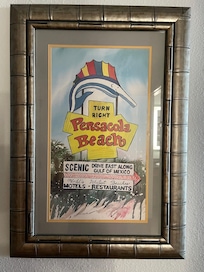 TURN
RIGHT
Pensacola
Beach
SCENIC
DRIVE EAST ALONG
GULF OF MEXICO
MOTELS - RESTAURANTS